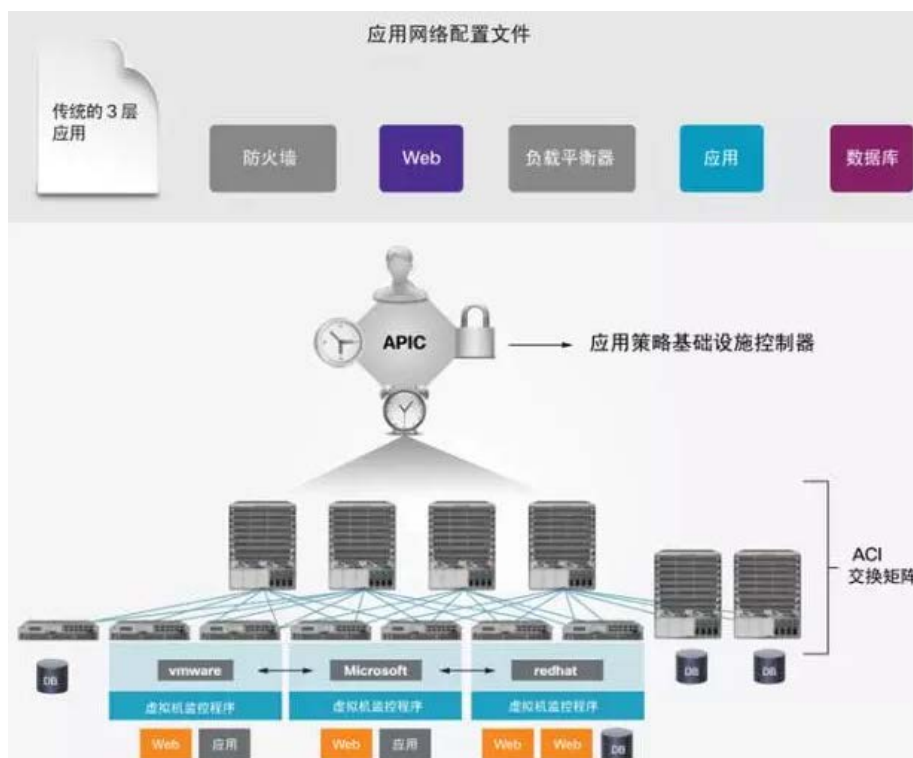 应用网络配置文件
传统的 3 层
应用
防火墙
Web
负载平衡器
应用
数据库
APIC
应用策略基础设施控制器
ACI
交换矩阵
DB
vmware
Microsoft
redhat
DB
DB
虚拟机监控程序
虚拟机监控程序
虚拟机监控程序
Web
应用
Web
应用
Web
Web
DB